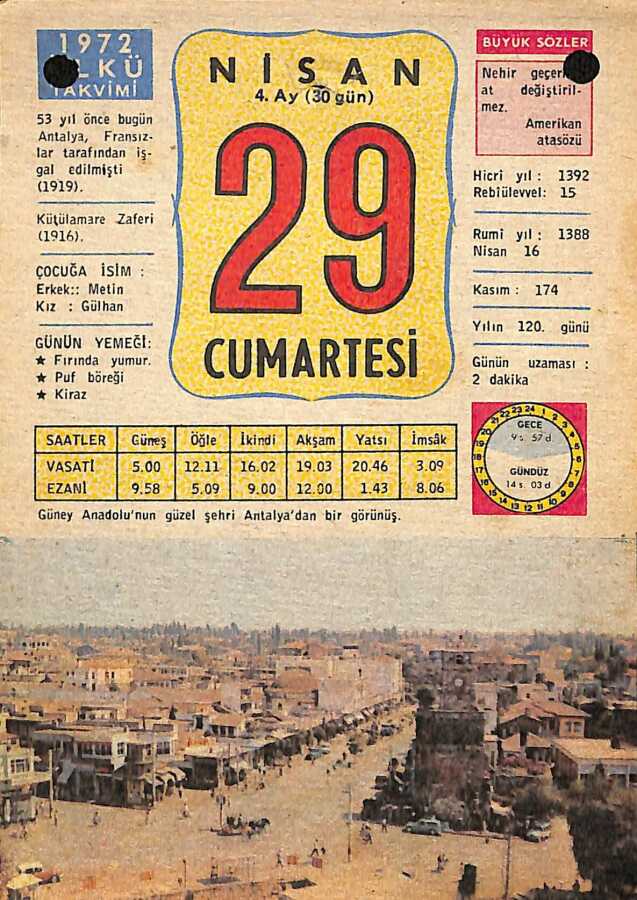 1972
LKÜ
TAKVİMİ
53 yıl önce bugün
Antalya, Fransız-
lar tarafından iş-
gal edilmişti
(1919).
Kütülamare Zaferi
(1916).
ÇOCUĞA İSİM :
Erkek:: Metin
Kız : Gülhan
GÜNÜN YEMEĞİ:
★ Fırında yumur.
★ Puf böreği
★ Kiraz
NİSAN
4. Ay (30 gün)
29
CUMARTESİ
BÜYÜK SÖZLER
Nehir geçer
at değiştiril-
mez.
Amerikan
atasözü
Hicri yıl : 1392
Rebiülevvel: 15
Rumi yıl : 1388
Nisan 16
Kasım : 174
Yılın 120. günü
Günün uzaması :
2 dakika
SAATLER Güneş Öğle İkindi Akşam Yatsı İmsâk
VASATİ 5.00 12.11 16.02 19.03 20.46 3.09
EZANİ 9.58 5.09 9.00 12.00 1.43 8.06
GECE
9 s. 57 d
GÜNDÜZ
14 s. 03 d
Güney Anadolu'nun güzel şehri Antalya'dan bir görünüş.